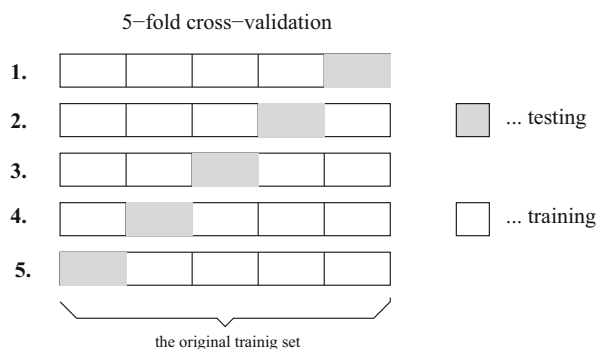 5-fold cross-validation
1.
2.
... testing
3.
4.
... training
5.
the original trainig set